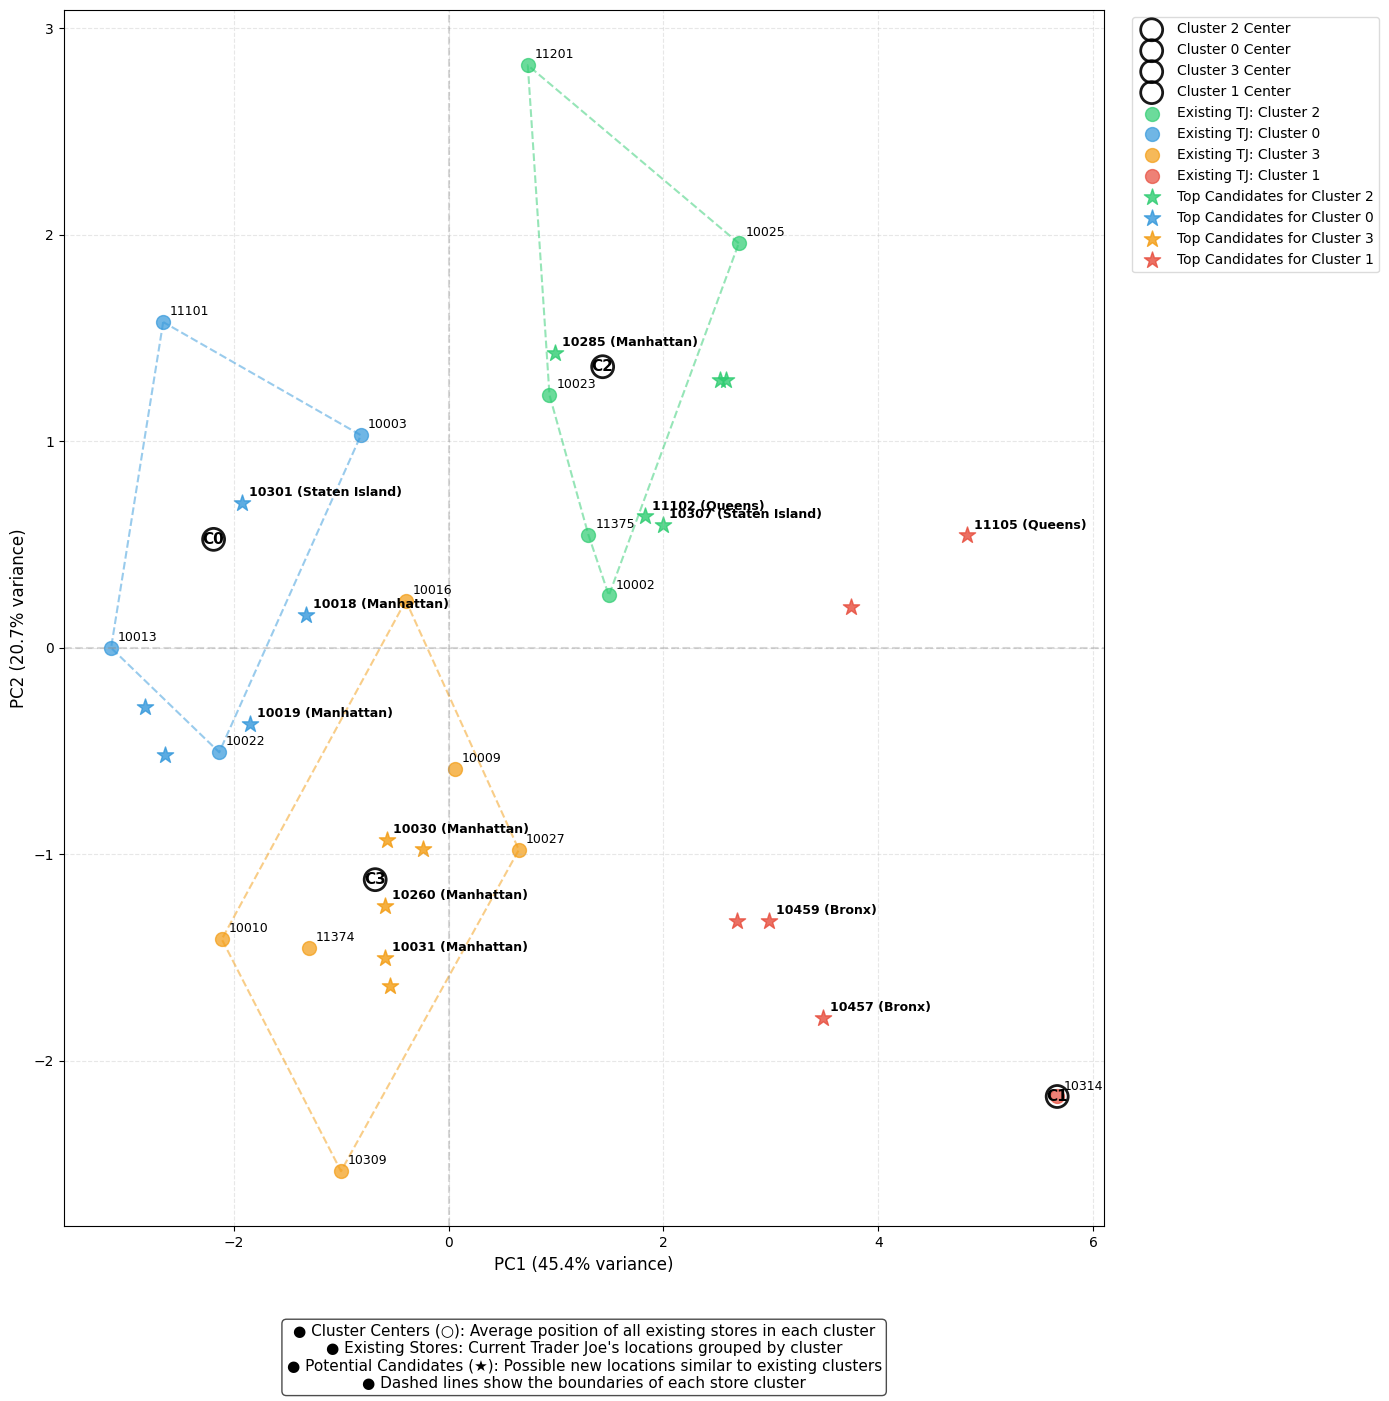 3
2
1
0
−1
−2
−2
0
2
4
6
PC2 (20.7% variance)
PC1 (45.4% variance)
11201
10025
11101
10285 (Manhattan)
C2
10023
10003
10301 (Staten Island)
11102 (Queens)
10307 (Staten Island)
C0
11375
11105 (Queens)
10002
10016
10018 (Manhattan)
10013
10019 (Manhattan)
10022
10009
10030 (Manhattan)
10027
C3
10260 (Manhattan)
10459 (Bronx)
10010
11374
10031 (Manhattan)
10457 (Bronx)
10314
C1
10309
Cluster 2 Center
Cluster 0 Center
Cluster 3 Center
Cluster 1 Center
Existing TJ: Cluster 2
Existing TJ: Cluster 0
Existing TJ: Cluster 3
Existing TJ: Cluster 1
Top Candidates for Cluster 2
Top Candidates for Cluster 0
Top Candidates for Cluster 3
Top Candidates for Cluster 1
● Cluster Centers (○): Average position of all existing stores in each cluster
● Existing Stores: Current Trader Joe's locations grouped by cluster
● Potential Candidates (★): Possible new locations similar to existing clusters
● Dashed lines show the boundaries of each store cluster